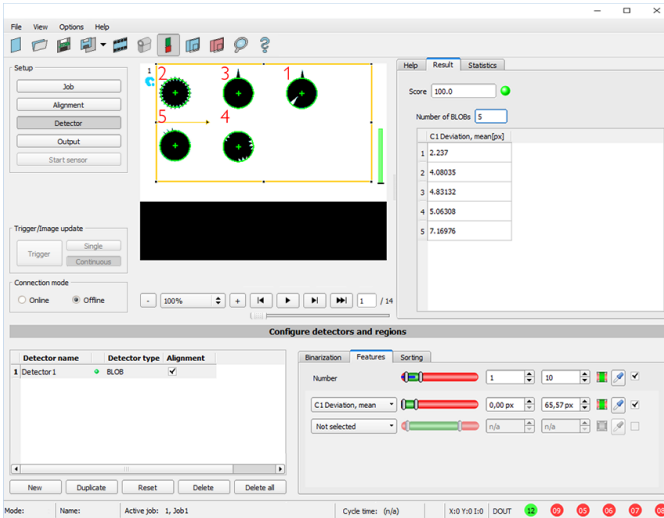 File View Options Help
Setup
Job
Alignment
Detector
Output
Start sensor
Trigger/Image update
Trigger
Single
Continuous
Connection mode
Online Offline
1
2 3 1
5 4
- 100% + 1 / 14
Help Result Statistics
Score 100.0
Number of BLOBs 5
C1 Deviation, mean[px]
1 2.237
2 4.08035
3 4.83132
4 5.06308
5 7.16976
Configure detectors and regions
Detector name Detector type Alignment
1 Detector1 BLOB
New Duplicate Reset Delete Delete all
Binarization Features Sorting
Number 1 10
C1 Deviation, mean 0,00 px 65,57 px
Not selected n/a n/a
Mode: Name: Active job: 1, Job1 Cycle time: (n/a) X:0 Y:0 I:0 DOUT 12 09 05 06 07 08